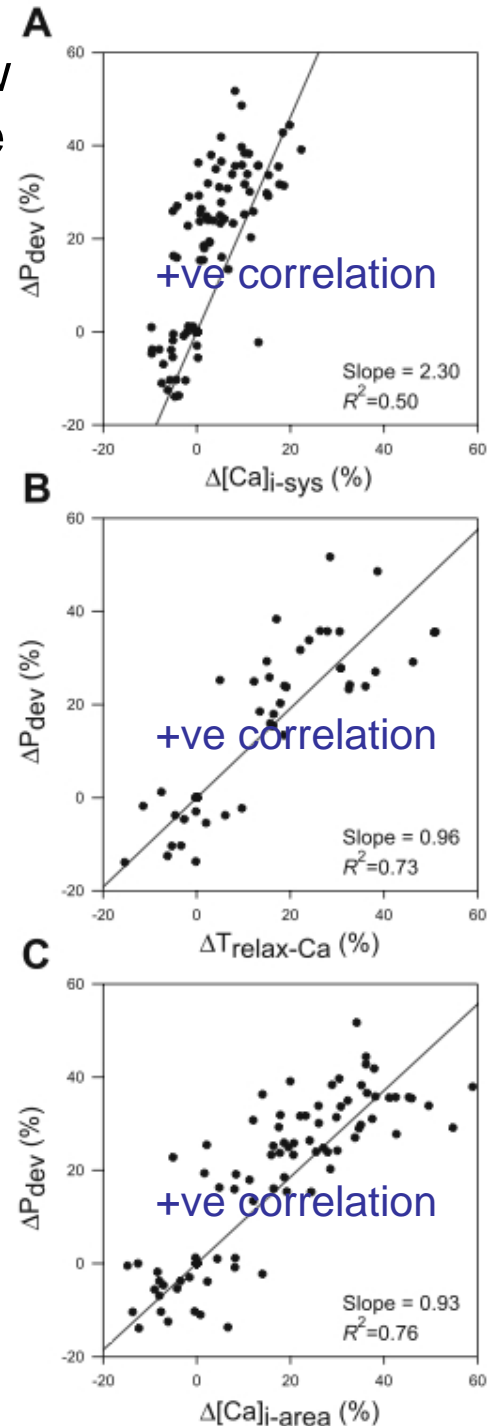 A
w
e
60
40
20
0
-20
ΔPdev (%)
+ve correlation
Slope = 2.30
R²=0.50
-20 0 20 40 60
Δ[Ca]i-sys (%)
B
60
40
20
0
-20
ΔPdev (%)
+ve correlation
Slope = 0.96
R²=0.73
-20 0 20 40 60
ΔTrelax-Ca (%)
C
60
40
20
0
-20
ΔPdev (%)
+ve correlation
Slope = 0.93
R²=0.76
-20 0 20 40 60
Δ[Ca]i-area (%)